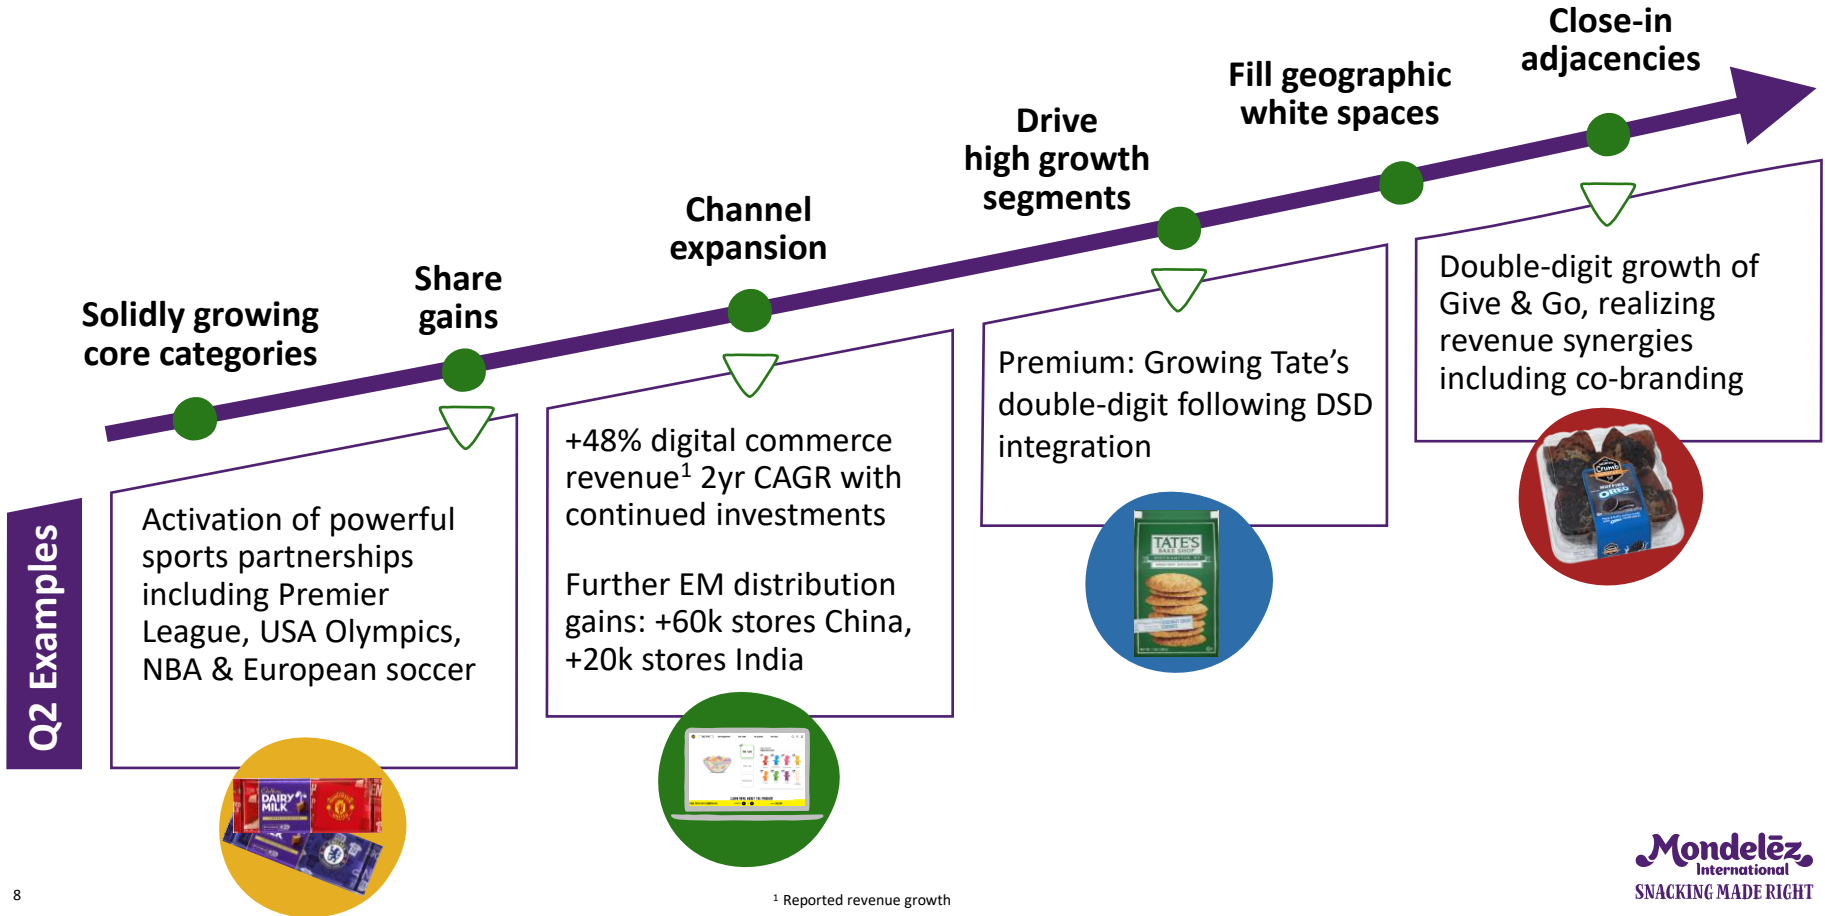 Close-in
adjacencies
Fill geographic
white spaces
Drive
high growth
segments
Channel
expansion
Share
gains
Solidly growing
core categories
Q2 Examples
Activation of powerful
sports partnerships
including Premier
League, USA Olympics,
NBA & European soccer
+48% digital commerce
revenue¹ 2yr CAGR with
continued investments
Further EM distribution
gains: +60k stores China,
+20k stores India
Premium: Growing Tate’s
double-digit following DSD
integration
Double-digit growth of
Give & Go, realizing
revenue synergies
including co-branding
DAIRY
MILK
TATE'S
BAKE SHOP
Crumb
OREO
8
¹ Reported revenue growth
Mondelēz
International
SNACKING MADE RIGHT